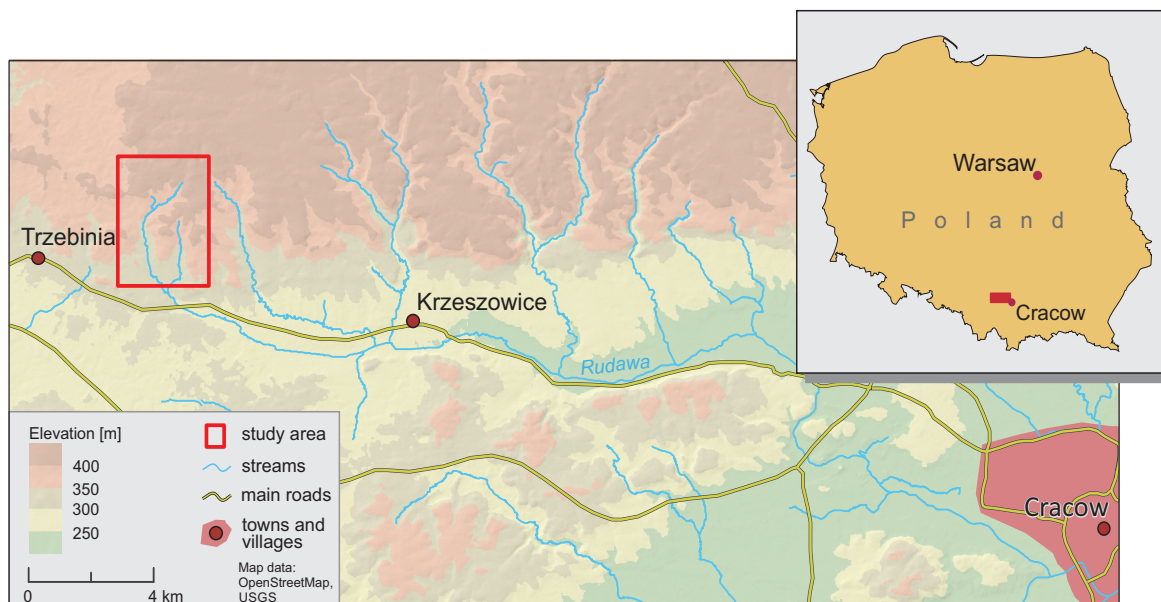 Warsaw
Poland
Cracow
Trzebinia
Krzeszowice
Rudawa
Cracow
Elevation [m]
400
350
300
250
0
4 km
study area
streams
main roads
towns and
villages
Map data:
OpenStreetMap,
USGS